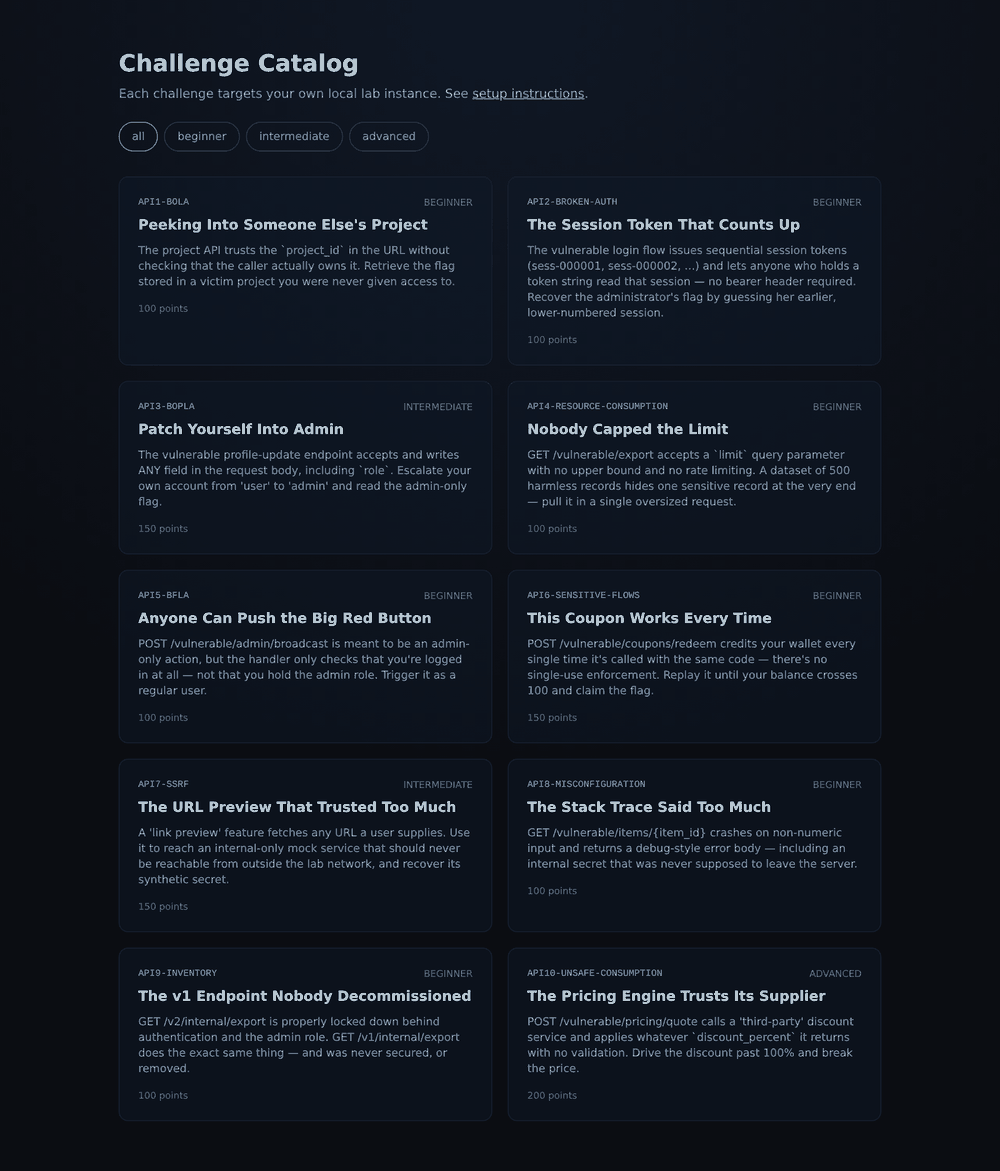 Challenge Catalog
Each challenge targets your own local lab instance. See setup instructions.
all
beginner
intermediate
advanced
API1-BOLA
BEGINNER
Peeking Into Someone Else's Project
The project API trusts the `project_id` in the URL without
checking that the caller actually owns it. Retrieve the flag
stored in a victim project you were never given access to.
100 points
API2-BROKEN-AUTH
BEGINNER
The Session Token That Counts Up
The vulnerable login flow issues sequential session tokens
(sess-000001, sess-000002, ...) and lets anyone who holds a
token string read that session — no bearer header required.
Recover the administrator's flag by guessing her earlier,
lower-numbered session.
100 points
API3-BOPLA
INTERMEDIATE
Patch Yourself Into Admin
The vulnerable profile-update endpoint accepts and writes
ANY field in the request body, including `role`. Escalate your
own account from 'user' to 'admin' and read the admin-only
flag.
150 points
API4-RESOURCE-CONSUMPTION
BEGINNER
Nobody Capped the Limit
GET /vulnerable/export accepts a `limit` query parameter
with no upper bound and no rate limiting. A dataset of 500
harmless records hides one sensitive record at the very end
— pull it in a single oversized request.
100 points
API5-BFLA
BEGINNER
Anyone Can Push the Big Red Button
POST /vulnerable/admin/broadcast is meant to be an admin-
only action, but the handler only checks that you're logged
in at all — not that you hold the admin role. Trigger it as a
regular user.
100 points
API6-SENSITIVE-FLOWS
BEGINNER
This Coupon Works Every Time
POST /vulnerable/coupons/redeem credits your wallet every
single time it's called with the same code — there's no
single-use enforcement. Replay it until your balance crosses
100 and claim the flag.
150 points
API7-SSRF
INTERMEDIATE
The URL Preview That Trusted Too Much
A 'link preview' feature fetches any URL a user supplies. Use
it to reach an internal-only mock service that should never
be reachable from outside the lab network, and recover its
synthetic secret.
150 points
API8-MISCONFIGURATION
BEGINNER
The Stack Trace Said Too Much
GET /vulnerable/items/{item_id} crashes on non-numeric
input and returns a debug-style error body — including an
internal secret that was never supposed to leave the server.
100 points
API9-INVENTORY
BEGINNER
The v1 Endpoint Nobody Decommissioned
GET /v2/internal/export is properly locked down behind
authentication and the admin role. GET /v1/internal/export
does the exact same thing — and was never secured, or
removed.
100 points
API10-UNSAFE-CONSUMPTION
ADVANCED
The Pricing Engine Trusts Its Supplier
POST /vulnerable/pricing/quote calls a 'third-party' discount
service and applies whatever `discount_percent` it returns
with no validation. Drive the discount past 100% and break
the price.
200 points